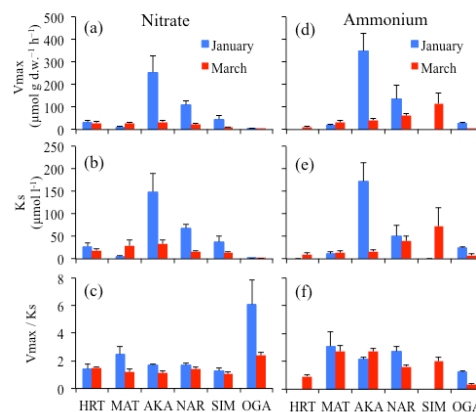 Nitrate
Ammonium
(a)
January
March
Vmax
(μmol g d.w.⁻¹ h⁻¹)
500
400
300
200
100
0
(d)
January
March
(b)
Ks
(μmol l⁻¹)
250
200
150
100
50
0
(e)
(c)
Vmax / Ks
8
6
4
2
0
(f)
HRT MAT AKA NAR SIM OGA
HRT MAT AKA NAR SIM OGA